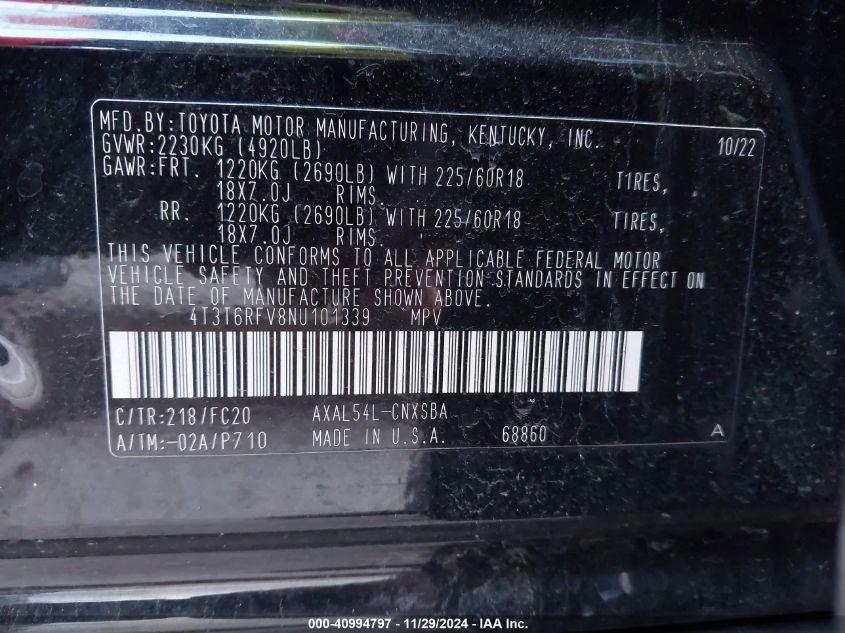 MFD.BY:TOYOTA MOTOR MANUFACTURING, KENTUCKY, INC. 10/22
GVWR:2230KG (4920LB)
GAWR:FRT. 1220KG (2690LB) WITH 225/60R18 TIRES,
18X7.0J RIMS.
RR. 1220KG (2690LB) WITH 225/60R18 TIRES,
18X7.0J RIMS.
THIS VEHICLE CONFORMS TO ALL APPLICABLE FEDERAL MOTOR
VEHICLE SAFETY AND THEFT PREVENTION STANDARDS IN EFFECT ON
THE DATE OF MANUFACTURE SHOWN ABOVE.
4T3T6RFV8NU101339 MPV
C/TR:218/FC20 AXAL54L-CNXSBA
A/TM:-02A/P710 MADE IN U.S.A. 68860 A
000-40994797 - 11/29/2024 - IAA Inc.